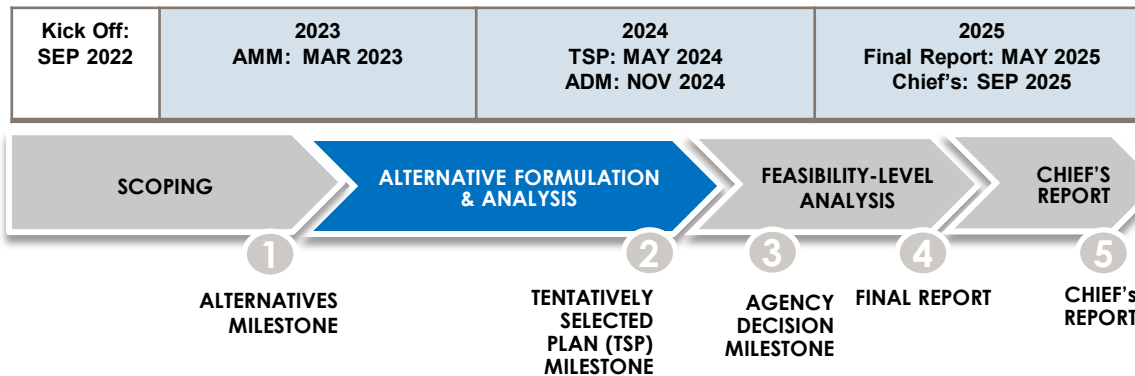 Kick Off:
SEP 2022
2023
AMM: MAR 2023
2024
TSP: MAY 2024
ADM: NOV 2024
2025
Final Report: MAY 2025
Chief's: SEP 2025
SCOPING
ALTERNATIVE FORMULATION
& ANALYSIS
FEASIBILITY-LEVEL
ANALYSIS
CHIEF'S
REPORT
1
2
3
4
5
ALTERNATIVES
MILESTONE
TENTATIVELY
SELECTED
PLAN (TSP)
MILESTONE
AGENCY
DECISION
MILESTONE
FINAL REPORT
CHIEF's
REPORT